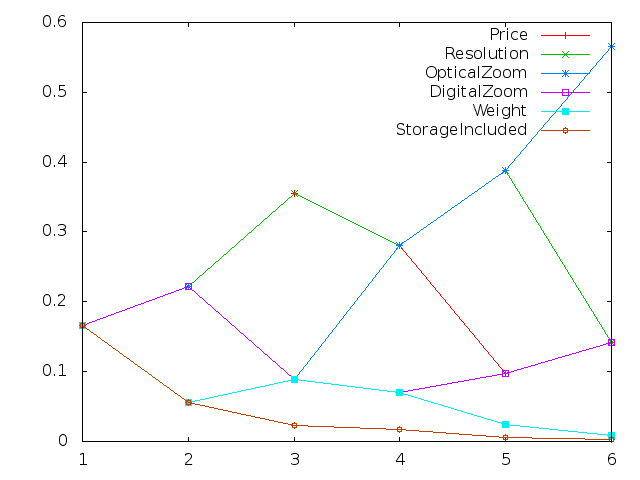 0.6
0.5
0.4
0.3
0.2
0.1
0
1 2 3 4 5 6
Price
Resolution
OpticalZoom
DigitalZoom
Weight
StorageIncluded